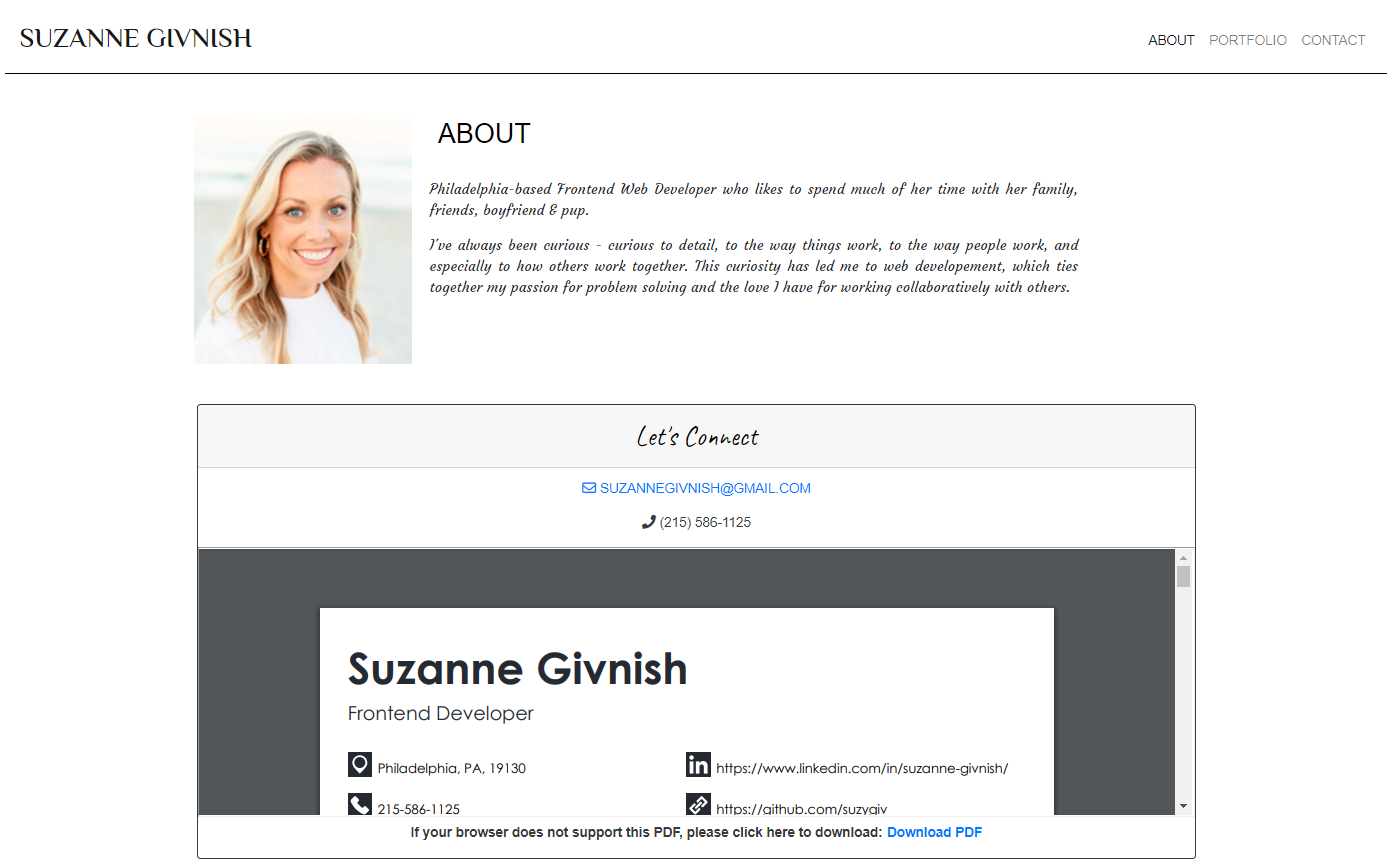 SUZANNE GIVNISH
ABOUT PORTFOLIO CONTACT
ABOUT
Philadelphia-based Frontend Web Developer who likes to spend much of her time with her family,
friends, boyfriend & pup.
I've always been curious - curious to detail, to the way things work, to the way people work, and
especially to how others work together. This curiosity has led me to web developement, which ties
together my passion for problem solving and the love I have for working collaboratively with others.
Let's Connect
SUZANNEGIVNISH@GMAIL.COM
(215) 586-1125
Suzanne Givnish
Frontend Developer
Philadelphia, PA, 19130
https://www.linkedin.com/in/suzanne-givnish/
215-586-1125
https://github.com/suzygiv
If your browser does not support this PDF, please click here to download: Download PDF